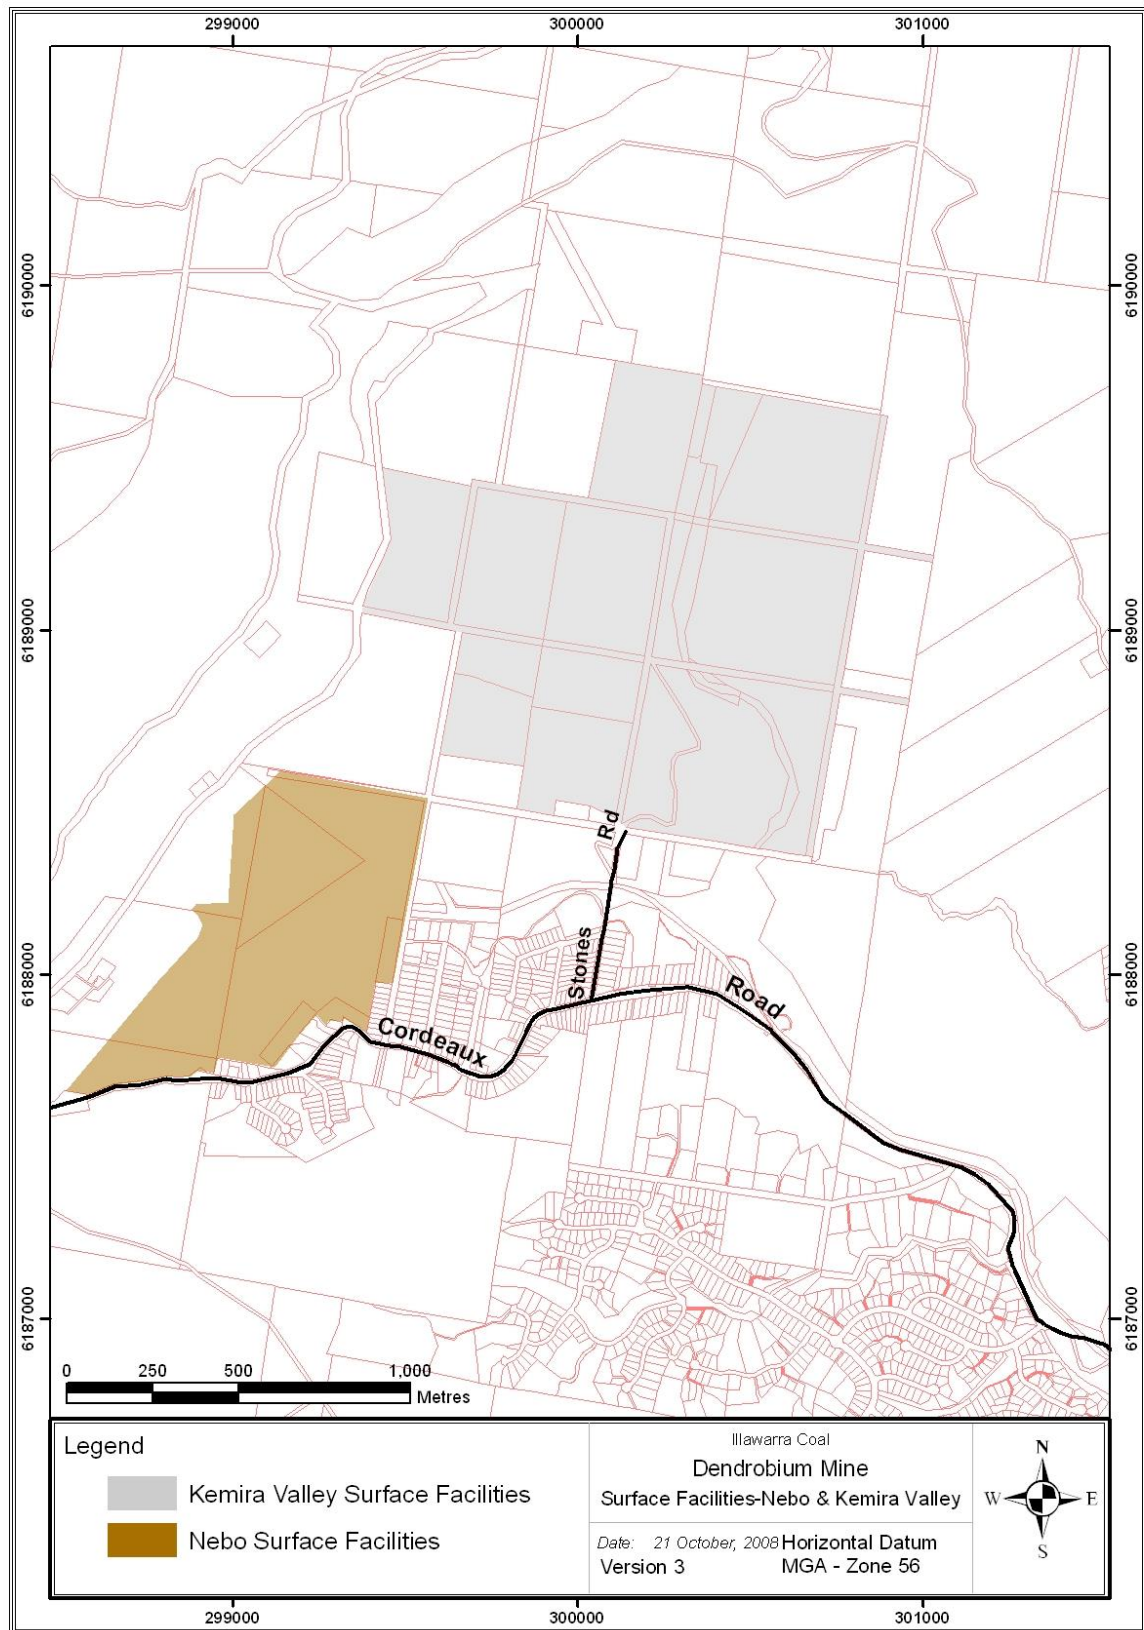 299000
300000
301000
6190000
6190000
6189000
6189000
Rd
Stones
6188000
6188000
Road
Cordeaux
6187000
6187000
0 250 500 1,000
Metres
Legend
Kemira Valley Surface Facilities
Nebo Surface Facilities
Illawarra Coal
Dendrobium Mine
Surface Facilities-Nebo & Kemira Valley
Date: 21 October, 2008 Horizontal Datum
Version 3 MGA - Zone 56
N
W E
S
299000
300000
301000